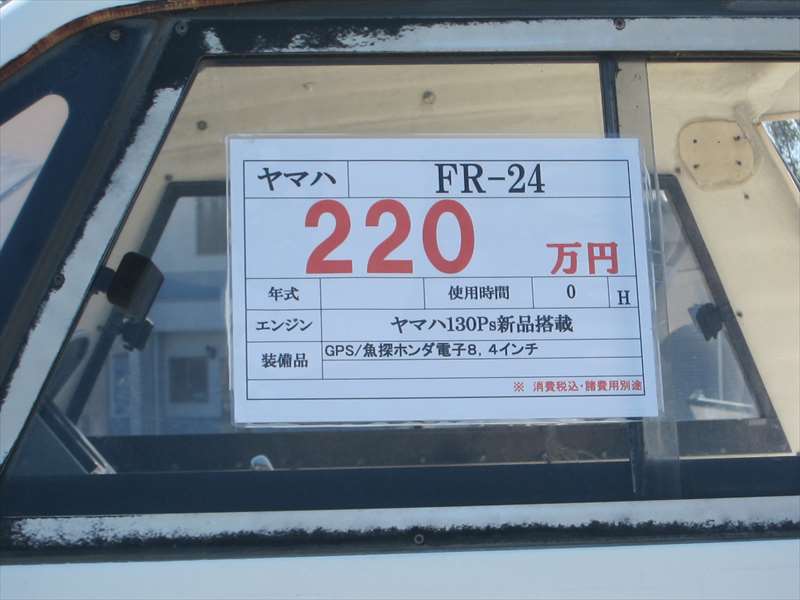 ヤマハ FR-24
220 万円
年式 使用時間 0 H
エンジン ヤマハ130Ps新品搭載
装備品 GPS/魚探ホンダ電子8，4インチ
※ 消費税込・諸費用別途